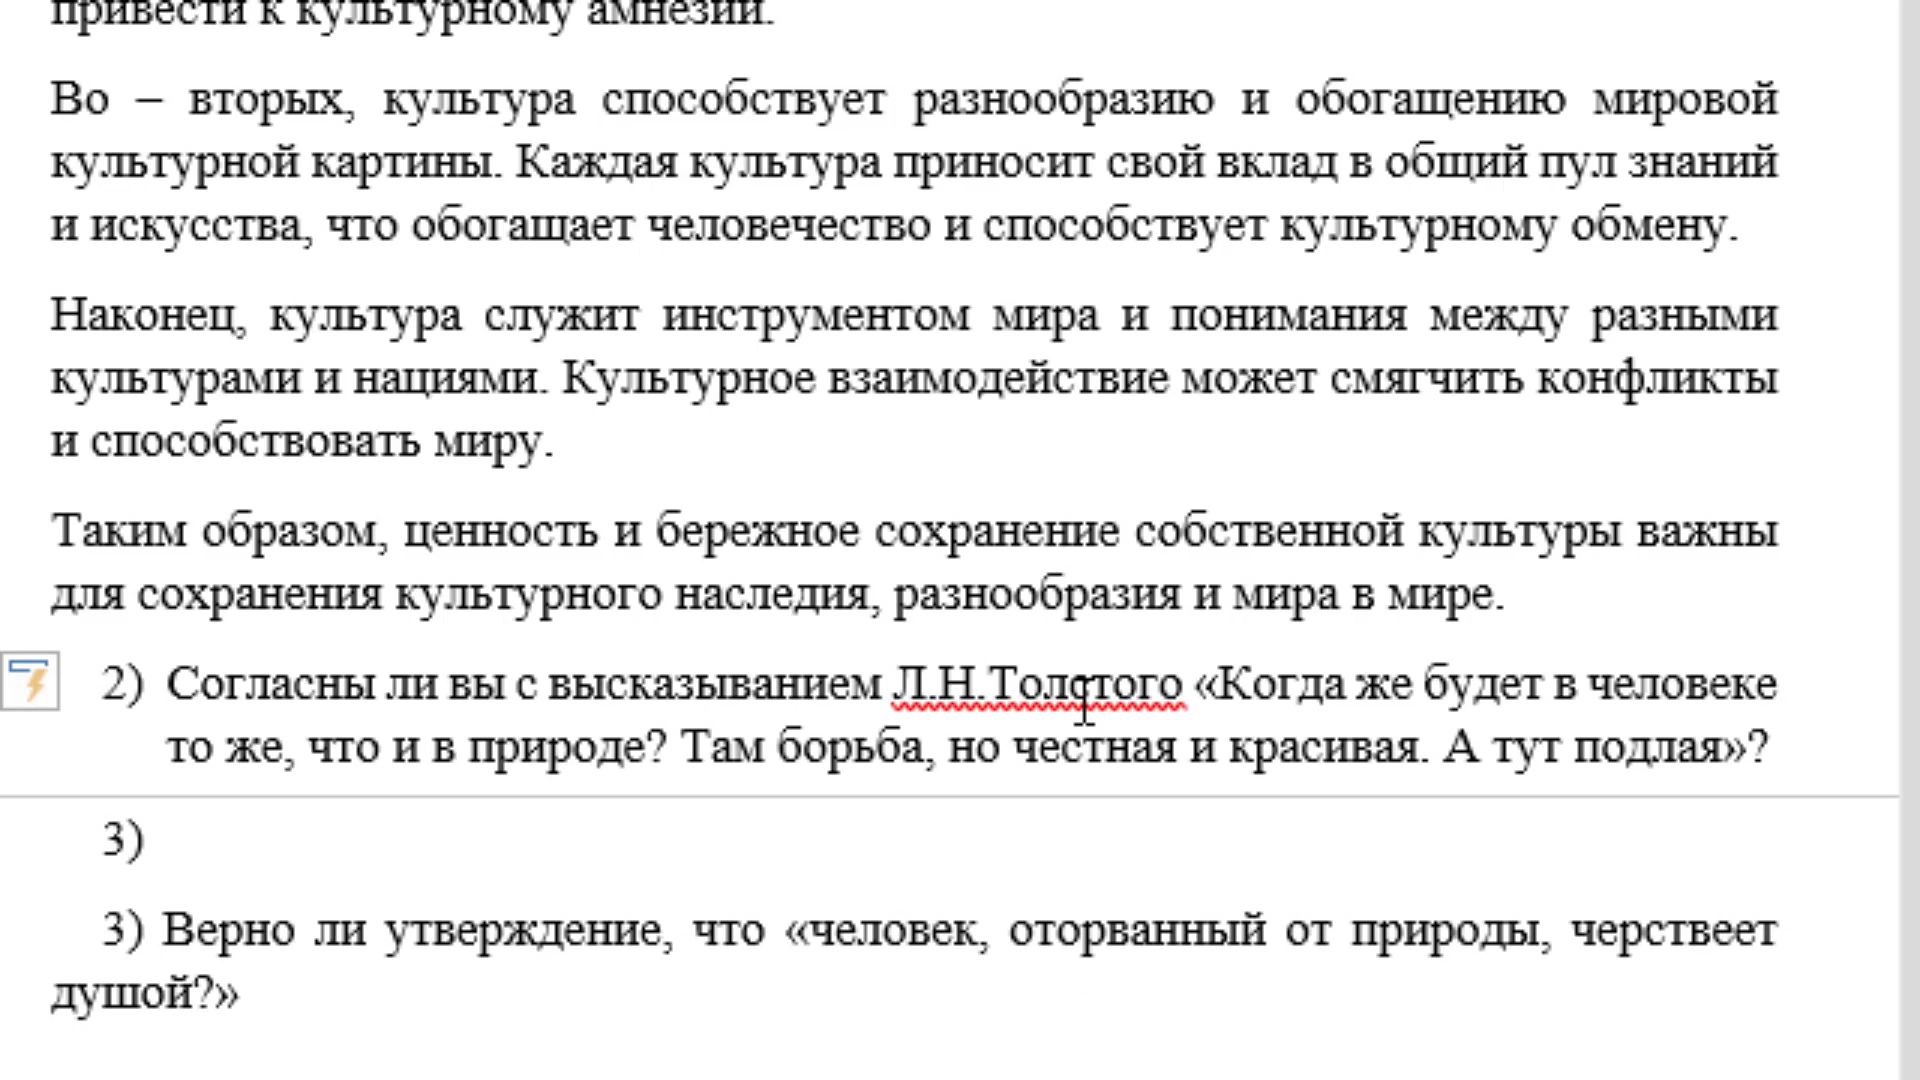 привести к культурному амнезии.
Во – вторых, культура способствует разнообразию и обогащению мировой
культурной картины. Каждая культура приносит свой вклад в общий пул знаний
и искусства, что обогащает человечество и способствует культурному обмену.
Наконец, культура служит инструментом мира и понимания между разными
культурами и нациями. Культурное взаимодействие может смягчить конфликты
и способствовать миру.
Таким образом, ценность и бережное сохранение собственной культуры важны
для сохранения культурного наследия, разнообразия и мира в мире.
2) Согласны ли вы с высказыванием Л.Н.Толстого «Когда же будет в человеке
то же, что и в природе? Там борьба, но честная и красивая. А тут подлая»?
3)
3) Верно ли утверждение, что «человек, оторванный от природы, черствеет
душой?»